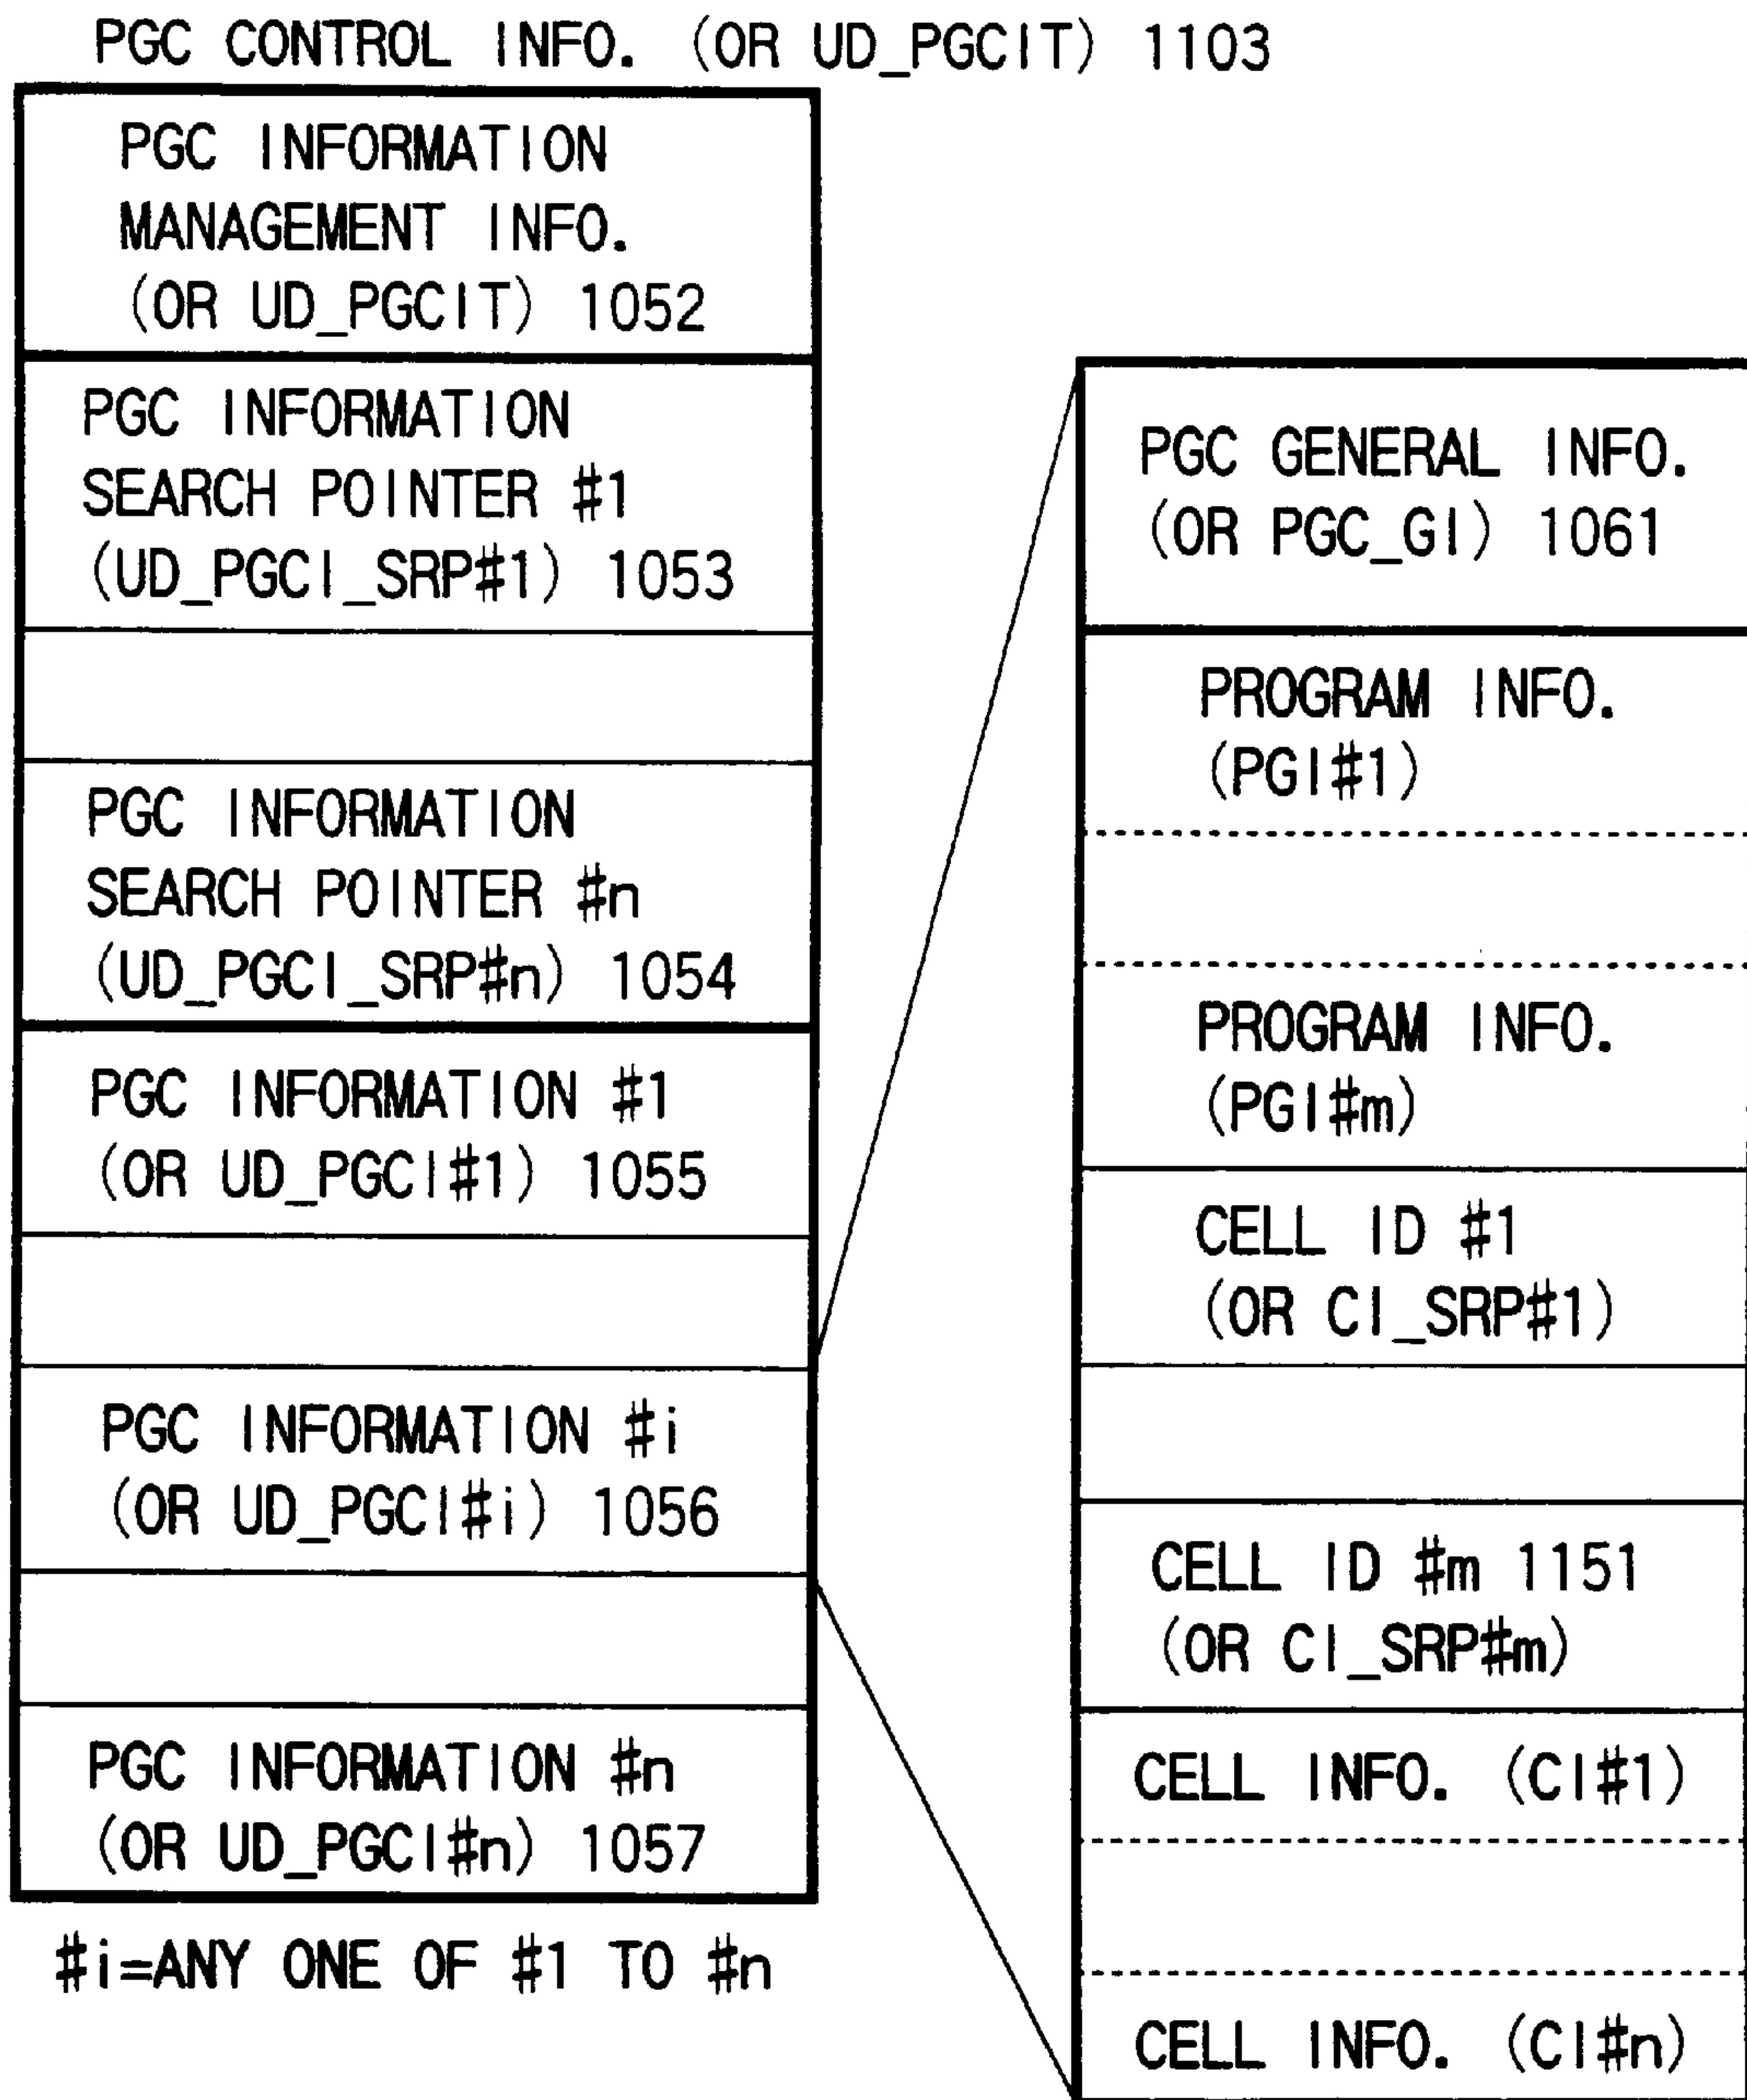 PGC CONTROL INFO. (OR UD_PGCIT) 1103
PGC INFORMATION
MANAGEMENT INFO.
(OR UD_PGCIT) 1052
PGC INFORMATION
SEARCH POINTER #1
(UD_PGCI_SRP#1) 1053
PGC INFORMATION
SEARCH POINTER #n
(UD_PGCI_SRP#n) 1054
PGC INFORMATION #1
(OR UD_PGCI#1) 1055
PGC INFORMATION #i
(OR UD_PGCI#i) 1056
PGC INFORMATION #n
(OR UD_PGCI#n) 1057
#i=ANY ONE OF #1 TO #n
PGC GENERAL INFO.
(OR PGC_GI) 1061
PROGRAM INFO.
(PGI#1)
PROGRAM INFO.
(PGI#m)
CELL ID #1
(OR CI_SRP#1)
CELL ID #m 1151
(OR CI_SRP#m)
CELL INFO. (CI#1)
CELL INFO. (CI#n)